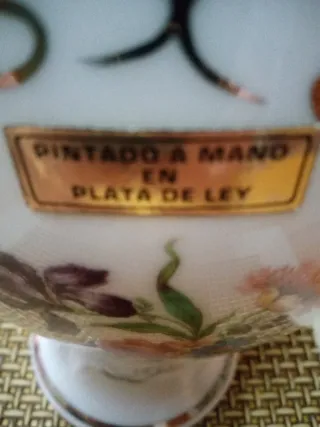 PINTADO A MANO
EN
PLATA DE LEY